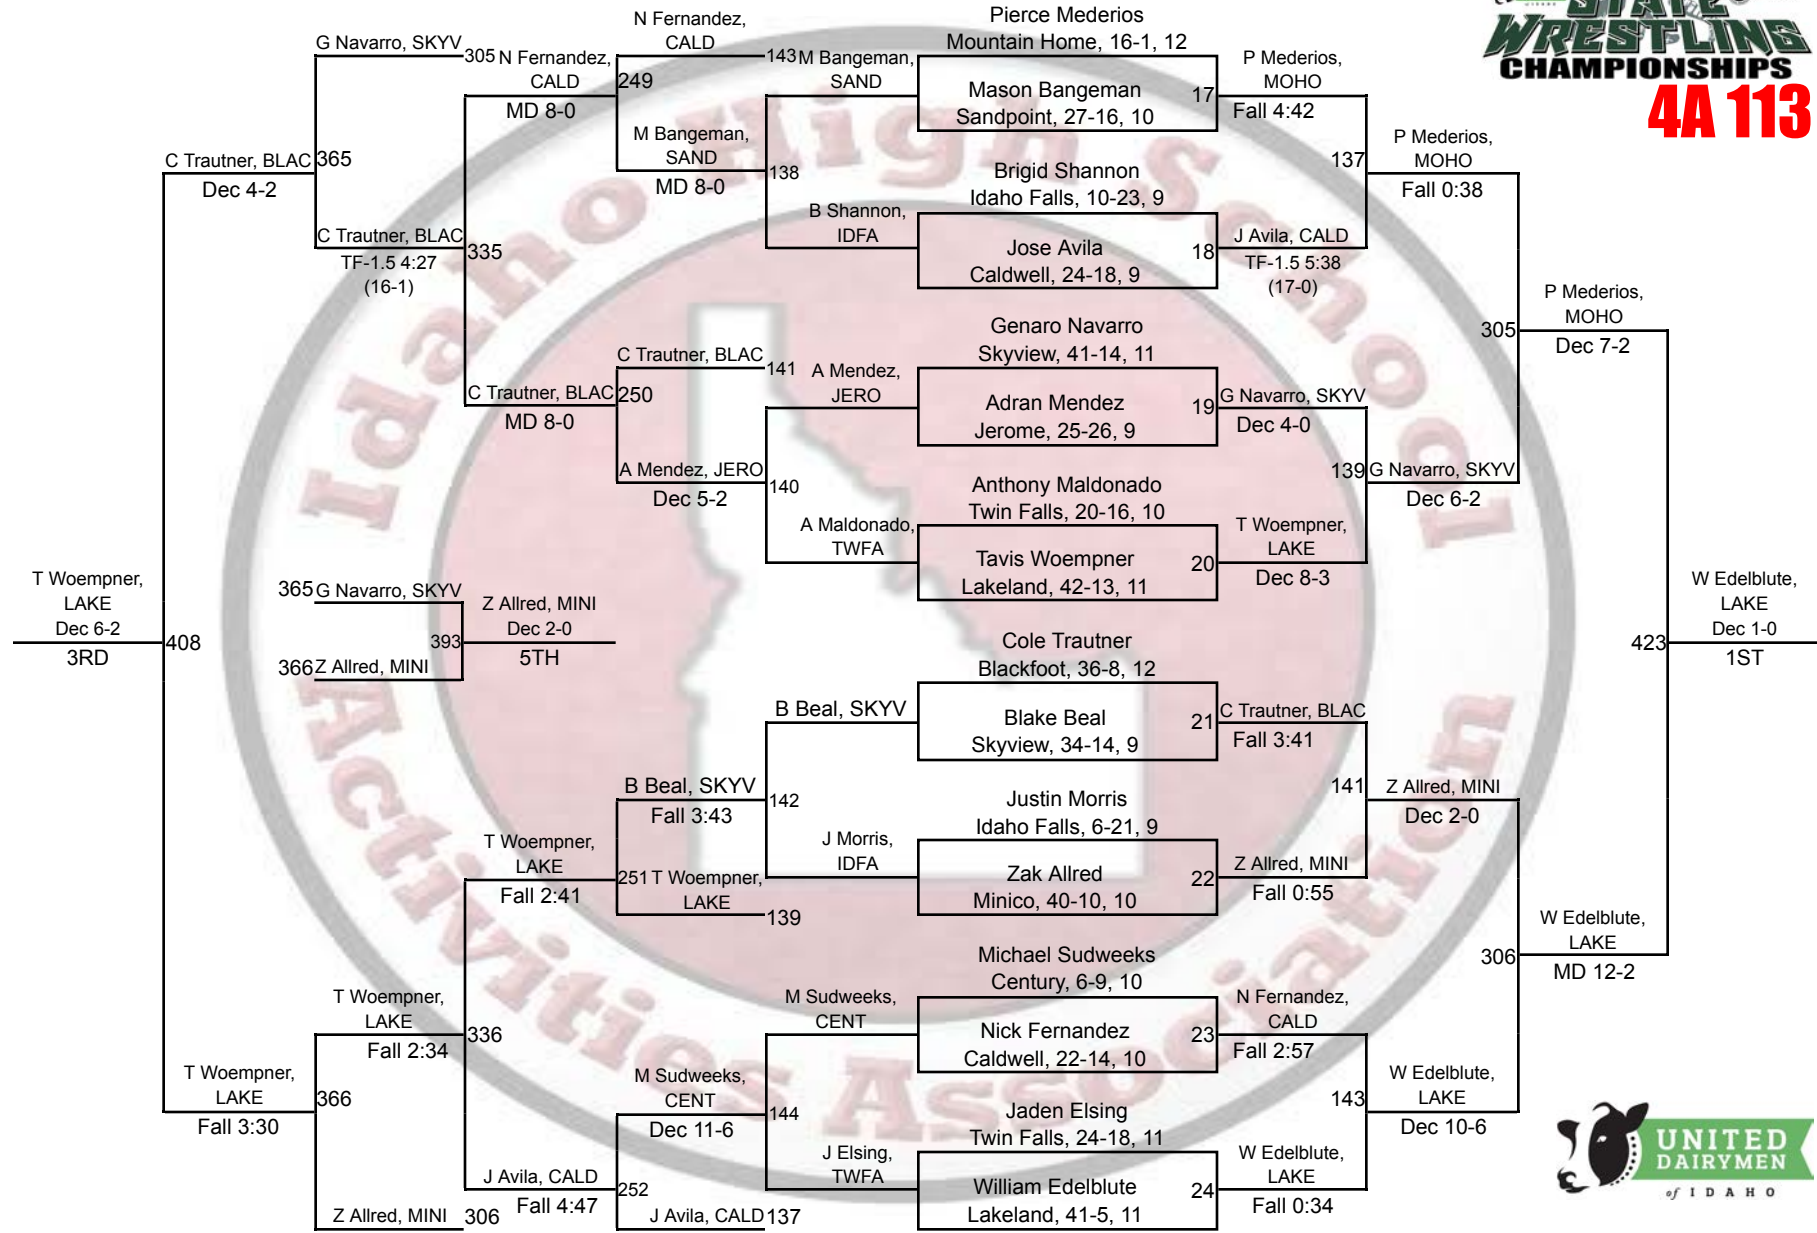 STATE
WRESTLING
CHAMPIONSHIPS
4A 113
Idaho High School
Activities Association
Pierce Mederios
Mountain Home, 16-1, 12
Mason Bangeman
Sandpoint, 27-16, 10
17
Brigid Shannon
Idaho Falls, 10-23, 9
Jose Avila
Caldwell, 24-18, 9
18
Genaro Navarro
Skyview, 41-14, 11
Adran Mendez
Jerome, 25-26, 9
19
Anthony Maldonado
Twin Falls, 20-16, 10
Tavis Woempner
Lakeland, 42-13, 11
20
Cole Trautner
Blackfoot, 36-8, 12
Blake Beal
Skyview, 34-14, 9
21
Justin Morris
Idaho Falls, 6-21, 9
Zak Allred
Minico, 40-10, 10
22
Michael Sudweeks
Century, 6-9, 10
Nick Fernandez
Caldwell, 22-14, 10
23
Jaden Elsing
Twin Falls, 24-18, 11
William Edelblute
Lakeland, 41-5, 11
24
P Mederios,
MOHO
Fall 4:42
137
J Avila, CALD
TF-1.5 5:38
(17-0)
G Navarro, SKYV
Dec 4-0
139
T Woempner,
LAKE
Dec 8-3
C Trautner, BLAC
Fall 3:41
141
Z Allred, MINI
Fall 0:55
N Fernandez,
CALD
Fall 2:57
143
W Edelblute,
LAKE
Fall 0:34
P Mederios,
MOHO
Fall 0:38
305
G Navarro, SKYV
Dec 6-2
Z Allred, MINI
Dec 2-0
306
W Edelblute,
LAKE
Dec 10-6
P Mederios,
MOHO
Dec 7-2
423
W Edelblute,
LAKE
MD 12-2
W Edelblute,
LAKE
Dec 1-0
1ST
M Bangeman,
SAND
138
B Shannon,
IDFA
A Mendez,
JERO
140
A Maldonado,
TWFA
B Beal, SKYV
142
J Morris,
IDFA
M Sudweeks,
CENT
144
J Elsing,
TWFA
N Fernandez,
CALD
143
249
M Bangeman,
SAND
MD 8-0
C Trautner, BLAC
141
250
A Mendez, JERO
Dec 5-2
B Beal, SKYV
Fall 3:43
251
T Woempner,
LAKE
139
M Sudweeks,
CENT
Dec 11-6
252
J Avila, CALD
137
N Fernandez,
CALD
MD 8-0
335
C Trautner, BLAC
MD 8-0
T Woempner,
LAKE
Fall 2:41
336
J Avila, CALD
Fall 4:47
G Navarro, SKYV
305
365
C Trautner, BLAC
TF-1.5 4:27
(16-1)
T Woempner,
LAKE
Fall 2:34
366
Z Allred, MINI
306
C Trautner, BLAC
Dec 4-2
408
T Woempner,
LAKE
Fall 3:30
T Woempner,
LAKE
Dec 6-2
3RD
365
G Navarro, SKYV
393
366
Z Allred, MINI
Z Allred, MINI
Dec 2-0
5TH
UNITED
DAIRYMEN
of IDAHO